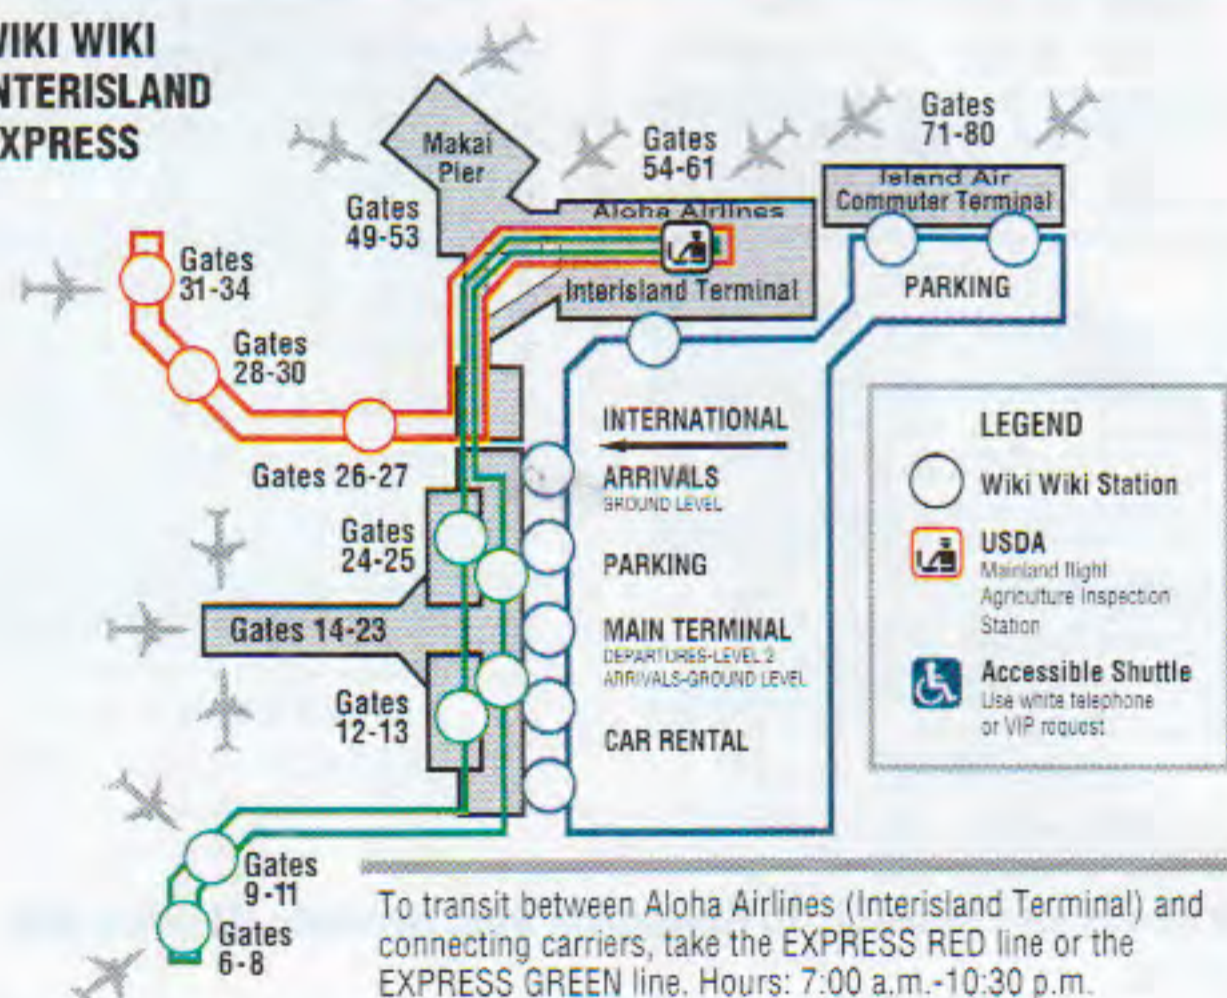 WIKI WIKI
INTERISLAND
EXPRESS
Makai
Pier
Gates
49-53
Gates
54-61
Gates
71-80
Aloha Airlines
Interisland Terminal
Island Air
Commuter Terminal
PARKING
Gates
31-34
Gates
28-30
Gates 26-27
Gates
24-25
Gates 14-23
Gates
12-13
Gates
9-11
Gates
6-8
INTERNATIONAL
ARRIVALS
GROUND LEVEL
PARKING
MAIN TERMINAL
DEPARTURES-LEVEL 2
ARRIVALS-GROUND LEVEL
CAR RENTAL
LEGEND
Wiki Wiki Station
USDA
Mainland flight
Agriculture Inspection
Station
Accessible Shuttle
Use white telephone
or VIP request
To transit between Aloha Airlines (Interisland Terminal) and
connecting carriers, take the EXPRESS RED line or the
EXPRESS GREEN line. Hours: 7:00 a.m.-10:30 p.m.